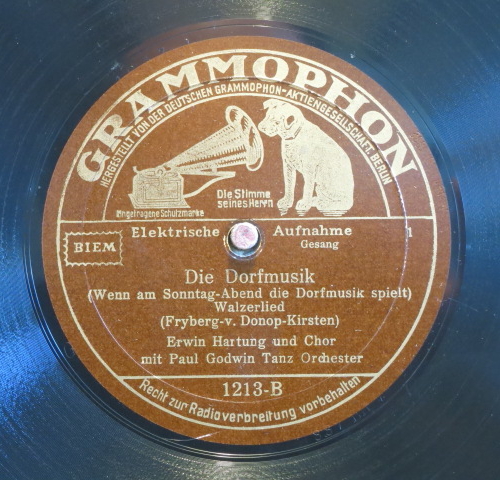 GRAMMOPHON
HERGESTELLT VON DER DEUTSCHEN GRAMMOPHON-AKTIENGESELLSCHAFT, BERLIN
Die Stimme
seines Herrn
Eingetragene Schutzmarke
Elektrische Aufnahme
Gesang
1
BIEM
Die Dorfmusik
(Wenn am Sonntag-Abend die Dorfmusik spielt)
Walzerlied
(Fryberg-v. Donop-Kirsten)
Erwin Hartung und Chor
mit Paul Godwin Tanz Orchester
1213-B
Recht zur Radioverbreitung vorbehalten